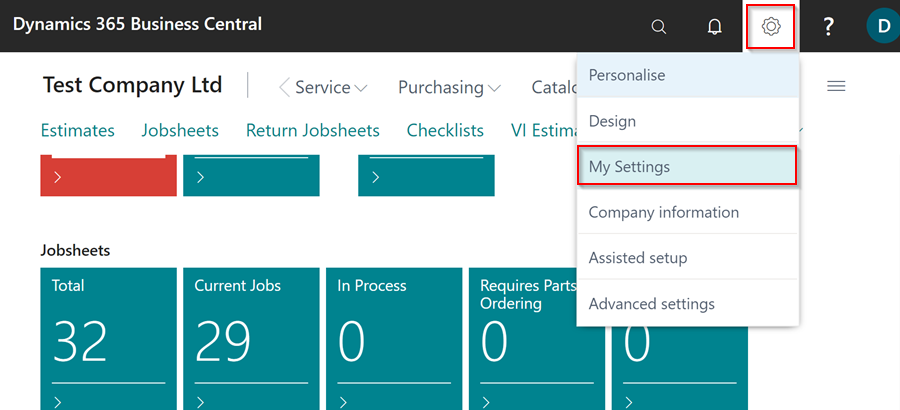 Dynamics 365 Business Central
?
D
Test Company Ltd
Service
Purchasing
Estimates
Jobsheets
Return Jobsheets
Checklists
VI
Personalise
Design
My Settings
Company information
Assisted setup
Advanced settings
Jobsheets
Total
32
Current Jobs
29
In Process
0
Requires Parts
Ordering
0
0